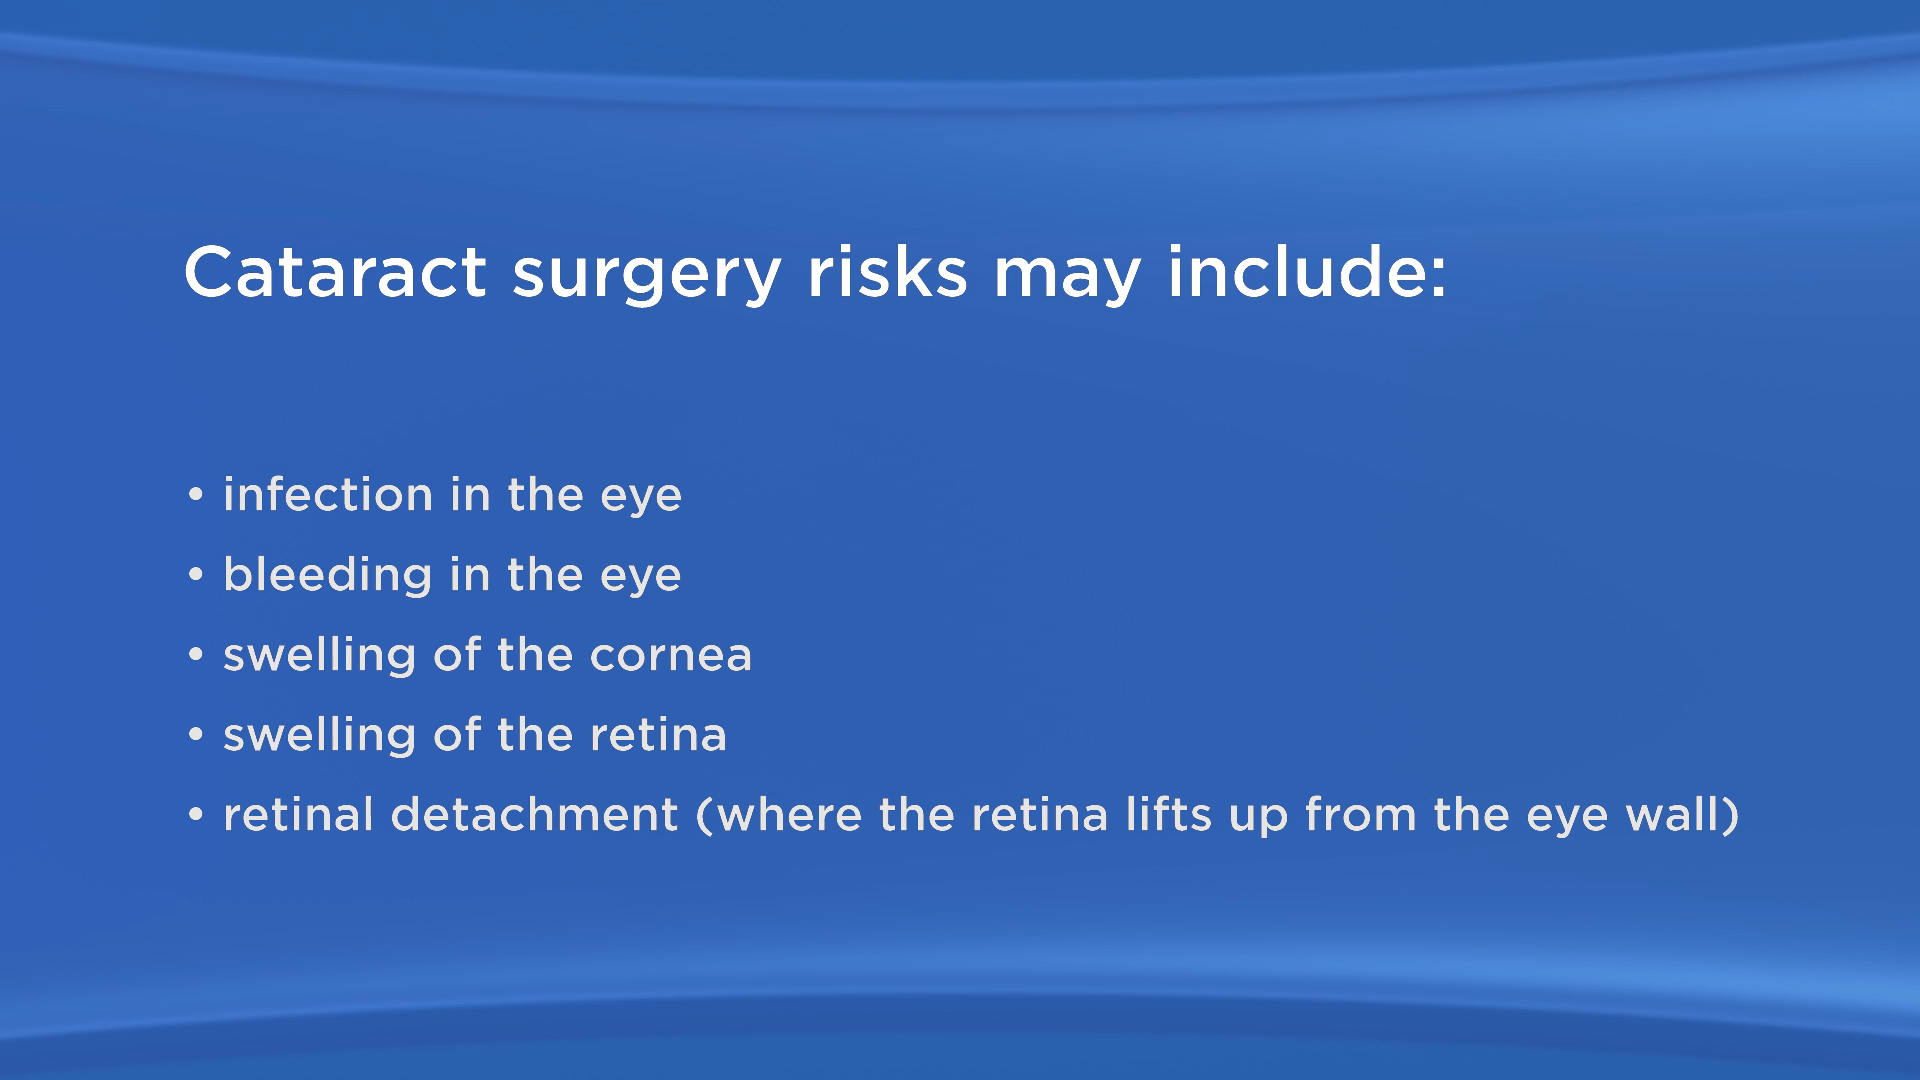 Cataract surgery risks may include:
• infection in the eye
• bleeding in the eye
• swelling of the cornea
• swelling of the retina
• retinal detachment (where the retina lifts up from the eye wall)